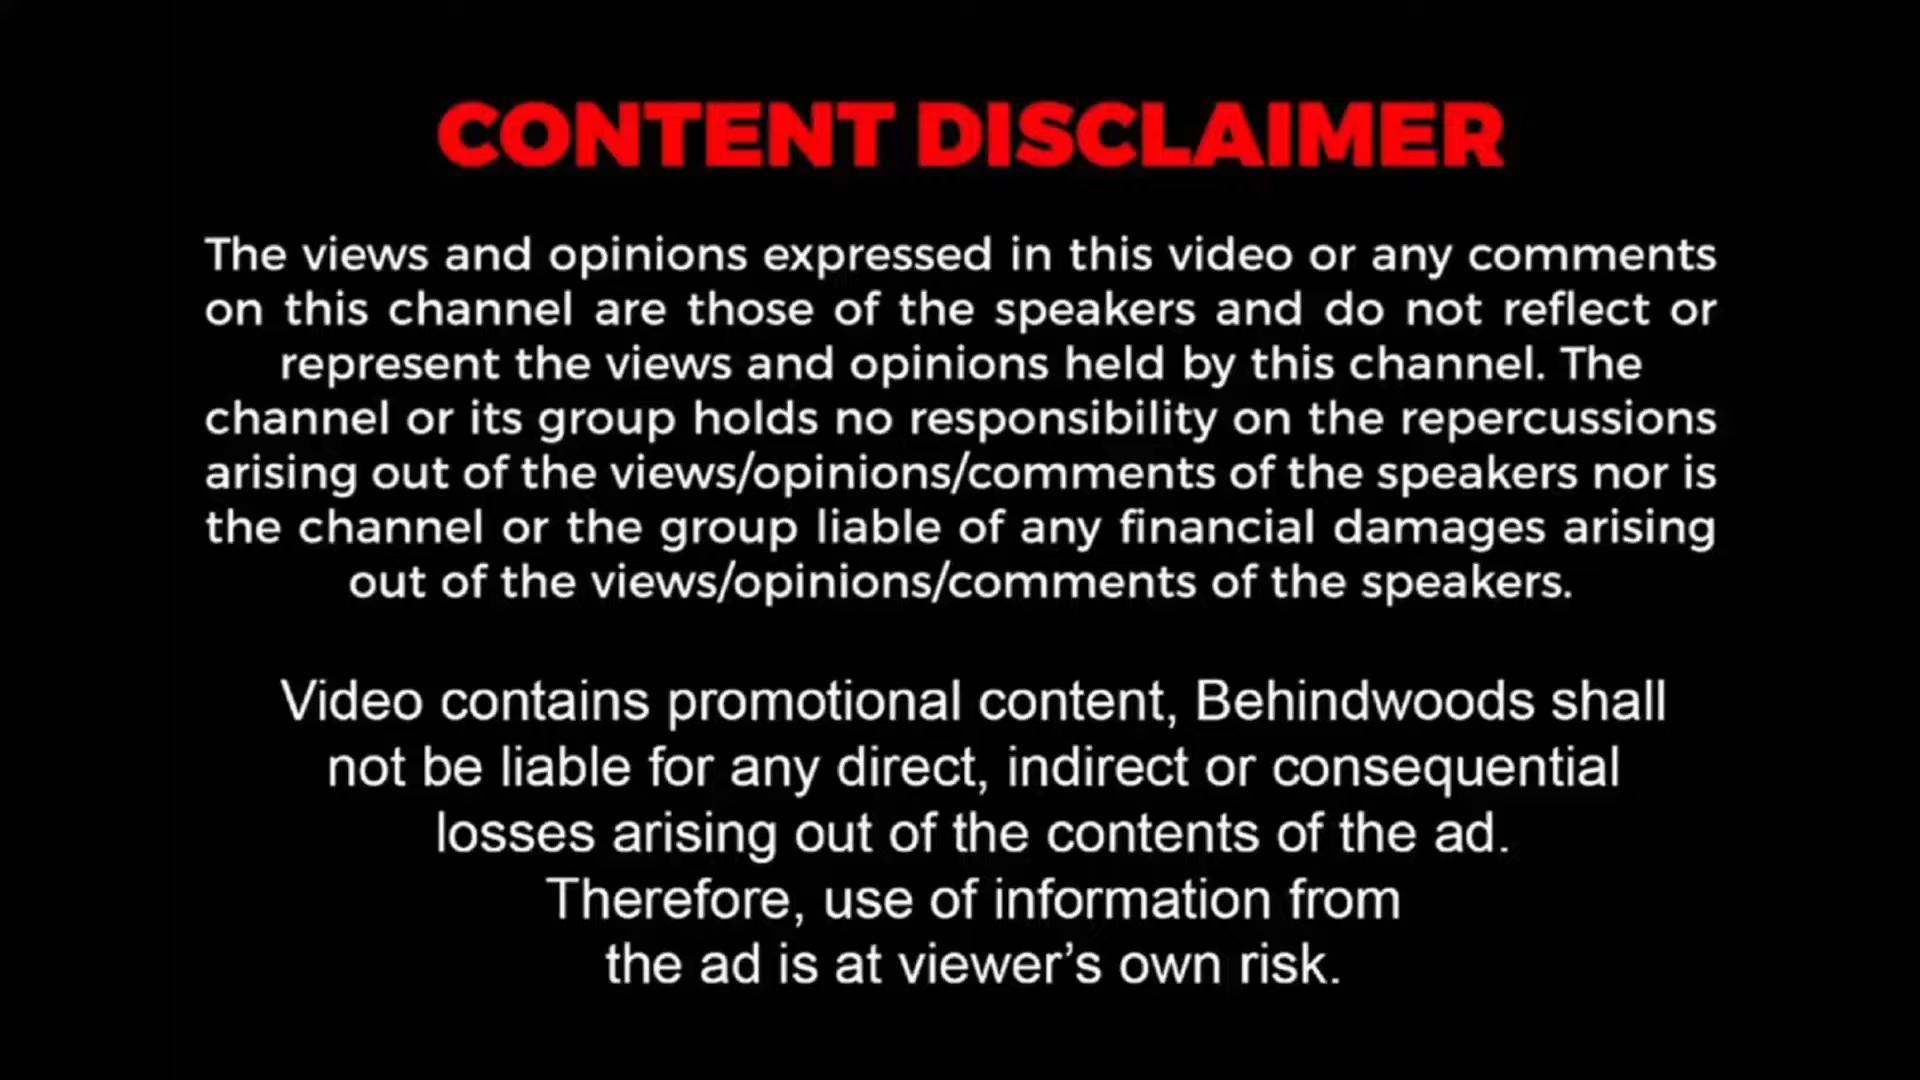 CONTENT DISCLAIMER
The views and opinions expressed in this video or any comments
on this channel are those of the speakers and do not reflect or
represent the views and opinions held by this channel. The
channel or its group holds no responsibility on the repercussions
arising out of the views/opinions/comments of the speakers nor is
the channel or the group liable of any financial damages arising
out of the views/opinions/comments of the speakers.
Video contains promotional content, Behindwoods shall
not be liable for any direct, indirect or consequential
losses arising out of the contents of the ad.
Therefore, use of information from
the ad is at viewer’s own risk.